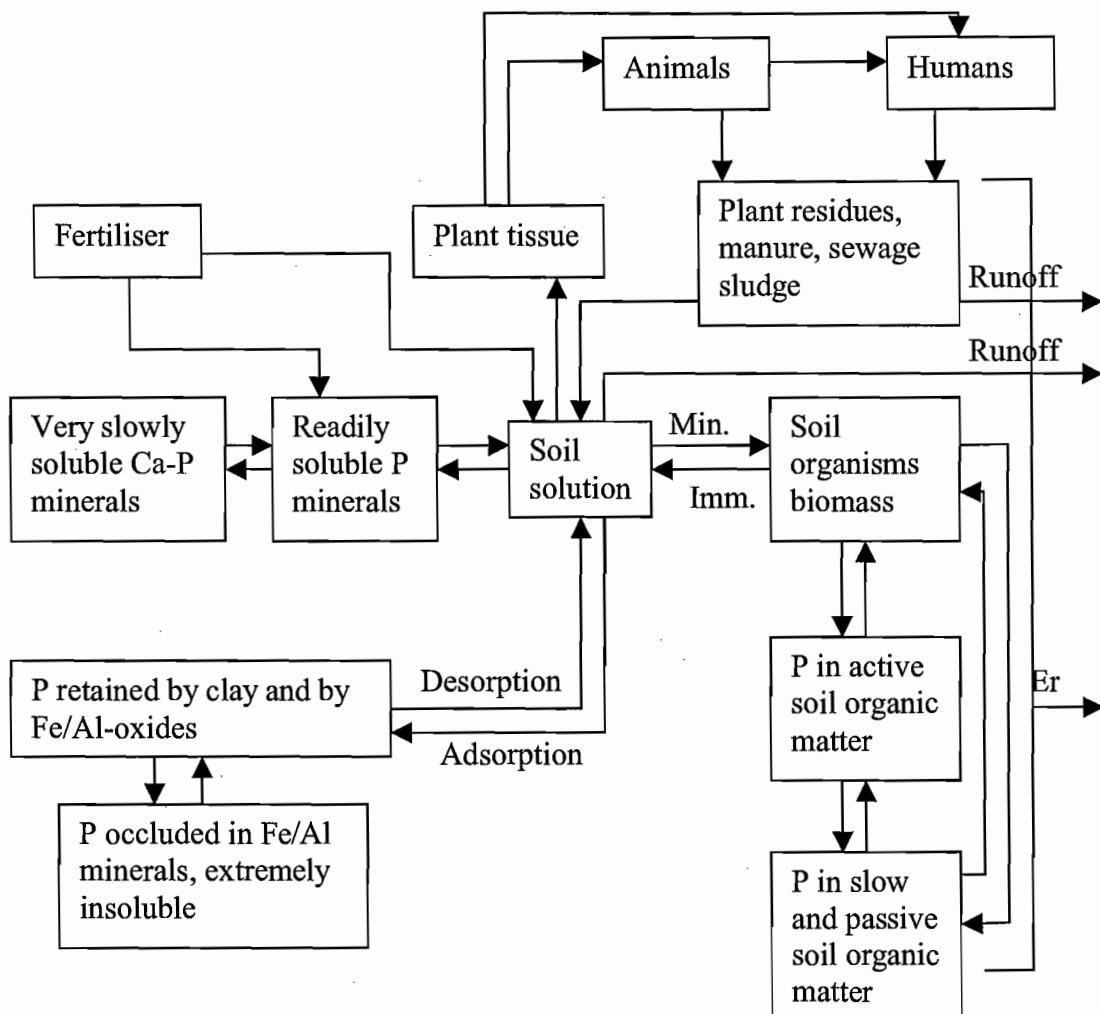 Animals
Humans
Fertiliser
Plant tissue
Plant residues,
manure, sewage
sludge
Runoff
Runoff
Very slowly
soluble Ca-P
minerals
Readily
soluble P
minerals
Soil
solution
Min.
Imm.
Soil
organisms
biomass
P retained by clay and by
Fe/Al-oxides
Desorption
Adsorption
P in active
soil organic
matter
Er
P occluded in Fe/Al
minerals, extremely
insoluble
P in slow
and passive
soil organic
matter